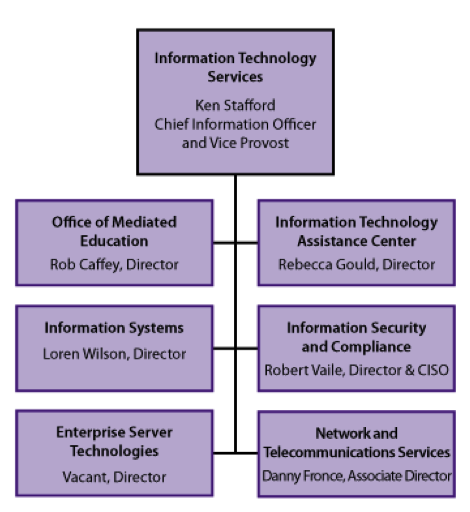 Information Technology
Services
Ken Stafford
Chief Information Officer
and Vice Provost
Office of Mediated
Education
Rob Caffey, Director
Information Technology
Assistance Center
Rebecca Gould, Director
Information Systems
Loren Wilson, Director
Information Security
and Compliance
Robert Vaile, Director & CISO
Enterprise Server
Technologies
Vacant, Director
Network and
Telecommunications Services
Danny Fronce, Associate Director